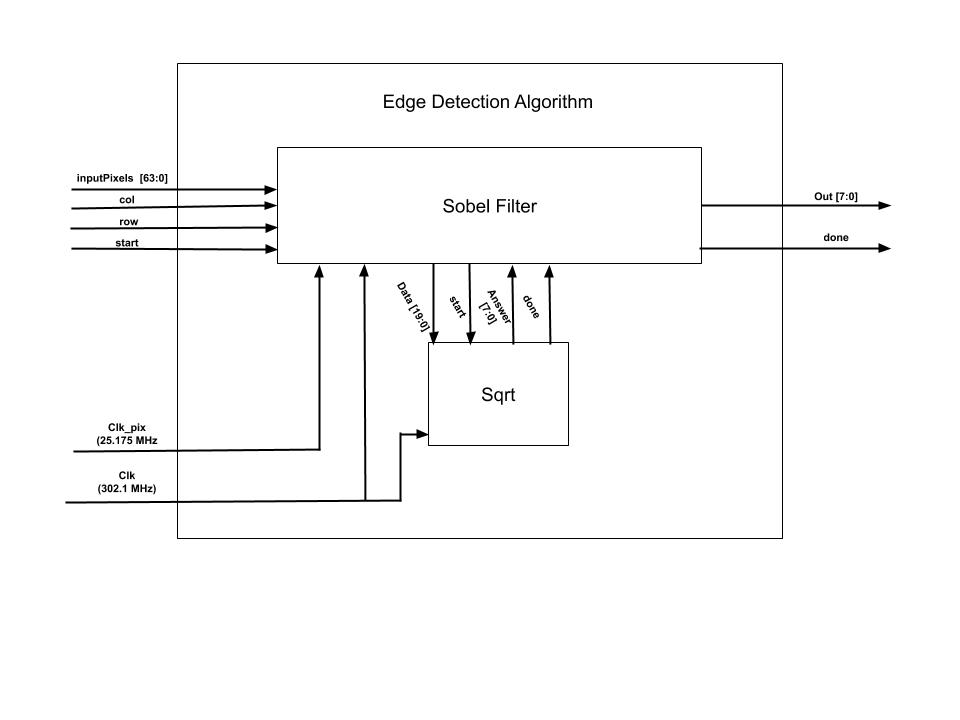 Edge Detection Algorithm
inputPixels [63:0]
col
row
start
Sobel Filter
Out [7:0]
done
Data [19:0]
start
Answer
[7:0]
done
Sqrt
Clk_pix
(25.175 MHz
Clk
(302.1 MHz)